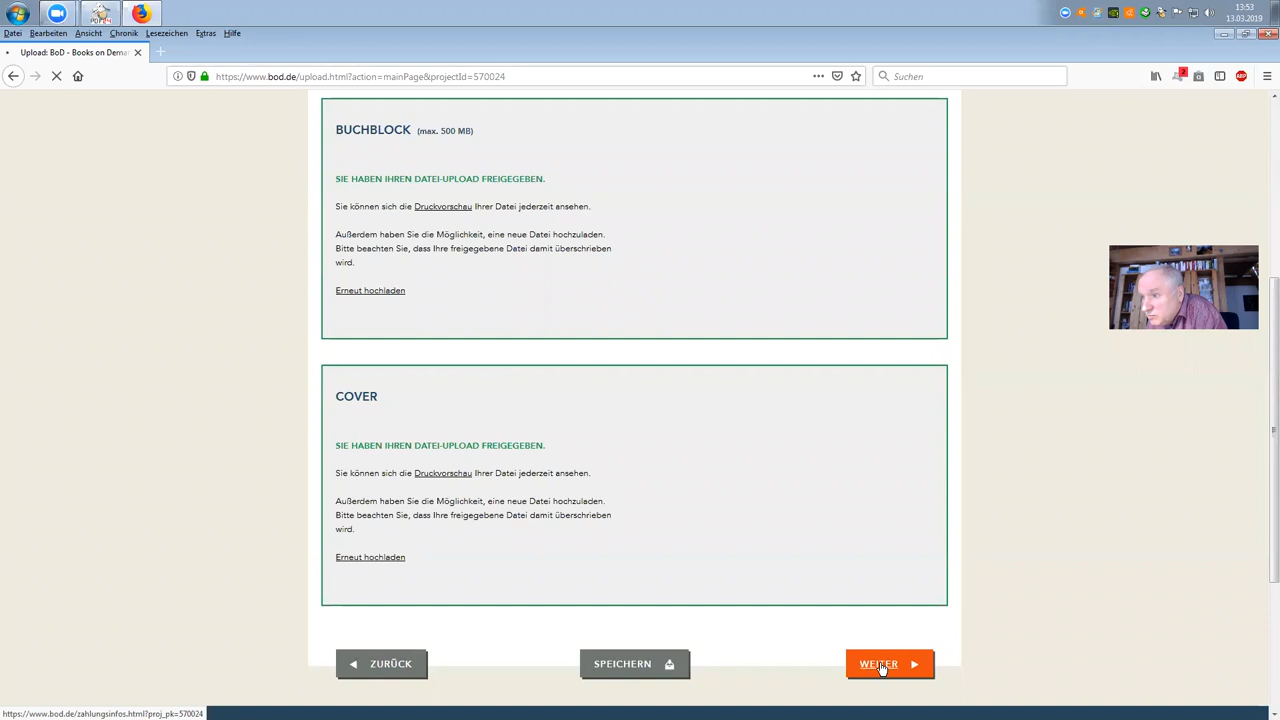 13:53
13.03.2019
Datei Bearbeiten Ansicht Chronik Lesezeichen Extras Hilfe
Upload: BoD - Books on Deman
https://www.bod.de/upload.html?action=mainPage&projectId=570024
Suchen
2
ABP
BUCHBLOCK (max. 500 MB)
SIE HABEN IHREN DATEI-UPLOAD FREIGEGEBEN.
Sie können sich die Druckvorschau Ihrer Datei jederzeit ansehen.
Außerdem haben Sie die Möglichkeit, eine neue Datei hochzuladen.
Bitte beachten Sie, dass Ihre freigegebene Datei damit überschrieben
wird.
Erneut hochladen
COVER
SIE HABEN IHREN DATEI-UPLOAD FREIGEGEBEN.
Sie können sich die Druckvorschau Ihrer Datei jederzeit ansehen.
Außerdem haben Sie die Möglichkeit, eine neue Datei hochzuladen.
Bitte beachten Sie, dass Ihre freigegebene Datei damit überschrieben
wird.
Erneut hochladen
ZURÜCK SPEICHERN WEITER
https://www.bod.de/zahlungsinfos.html?proj_pk=570024